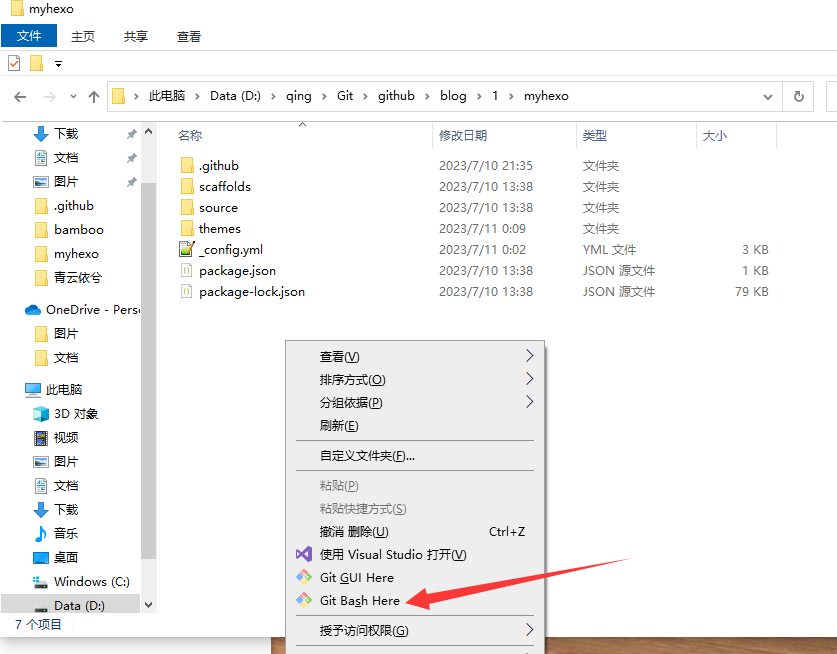 myhexo
文件 主页 共享 查看
此电脑 Data (D:) qing Git github blog 1 myhexo
名称 修改日期 类型 大小
下载
文档
图片
.github
bamboo
myhexo
青云依兮
OneDrive - Pers
图片
文档
此电脑
3D 对象
视频
图片
文档
下载
音乐
桌面
Windows (C:)
Data (D:)
.github 2023/7/10 21:35 文件夹
scaffolds 2023/7/10 13:38 文件夹
source 2023/7/10 13:38 文件夹
themes 2023/7/11 0:09 文件夹
_config.yml 2023/7/11 0:02 YML 文件 3 KB
package.json 2023/7/10 13:38 JSON 源文件 1 KB
package-lock.json 2023/7/10 13:38 JSON 源文件 79 KB
查看(V)
排序方式(O)
分组依据(P)
刷新(E)
自定义文件夹(F)...
粘贴(P)
粘贴快捷方式(S)
撤消 删除(U) Ctrl+Z
使用 Visual Studio 打开(V)
Git GUI Here
Git Bash Here
授予访问权限(G)
7 个项目